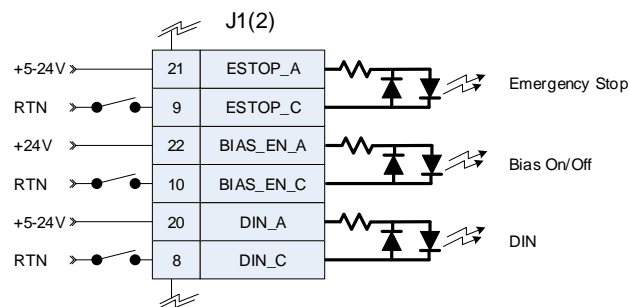 J1(2)
+5-24V 21 ESTOP_A
RTN 9 ESTOP_C
Emergency Stop
+24V 22 BIAS_EN_A
RTN 10 BIAS_EN_C
Bias On/Off
+5-24V 20 DIN_A
RTN 8 DIN_C
DIN